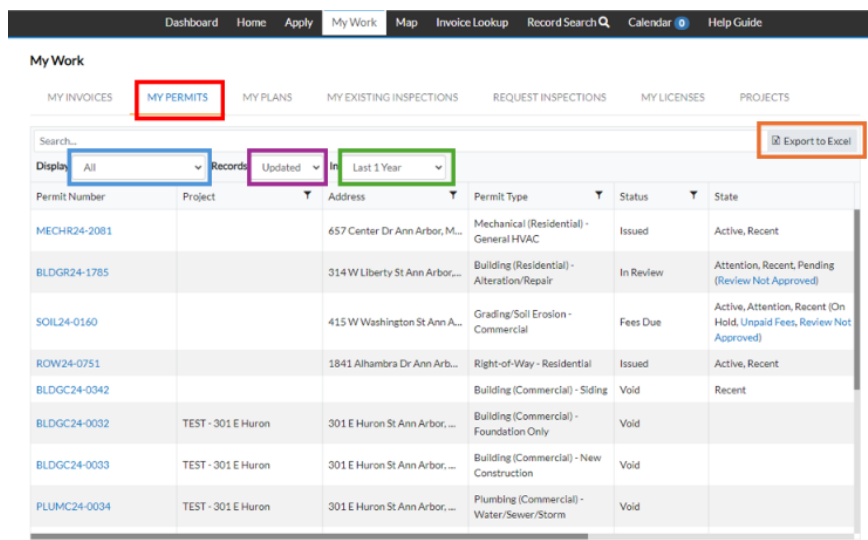 Dashboard Home Apply My Work Map Invoice Lookup Record Search Calendar 0 Help Guide
My Work
MY INVOICES MY PERMITS MY PLANS MY EXISTING INSPECTIONS REQUEST INSPECTIONS MY LICENSES PROJECTS
Search...
Export to Excel
Display All Records Updated In Last 1 Year
Permit Number Project Address Permit Type Status State
MECHR24-2081 657 Center Dr Ann Arbor, M... Mechanical (Residential) - General HVAC Issued Active, Recent
BLDGR24-1785 314 W Liberty St Ann Arbor,... Building (Residential) - Alteration/Repair In Review Attention, Recent, Pending (Review Not Approved)
SOIL24-0160 415 W Washington St Ann A... Grading/Soil Erosion - Commercial Fees Due Active, Attention, Recent (On Hold, Unpaid Fees, Review Not Approved)
ROW24-0751 1841 Alhambra Dr Ann Arb... Right-of-Way - Residential Issued Active, Recent
BLDGC24-0342 Building (Commercial) - Siding Void Recent
BLDGC24-0032 TEST - 301 E Huron 301 E Huron St Ann Arbor, ... Building (Commercial) - Foundation Only Void
BLDGC24-0033 TEST - 301 E Huron 301 E Huron St Ann Arbor, ... Building (Commercial) - New Construction Void
PLUMC24-0034 TEST - 301 E Huron 301 E Huron St Ann Arbor, ... Plumbing (Commercial) - Water/Sewer/Storm Void